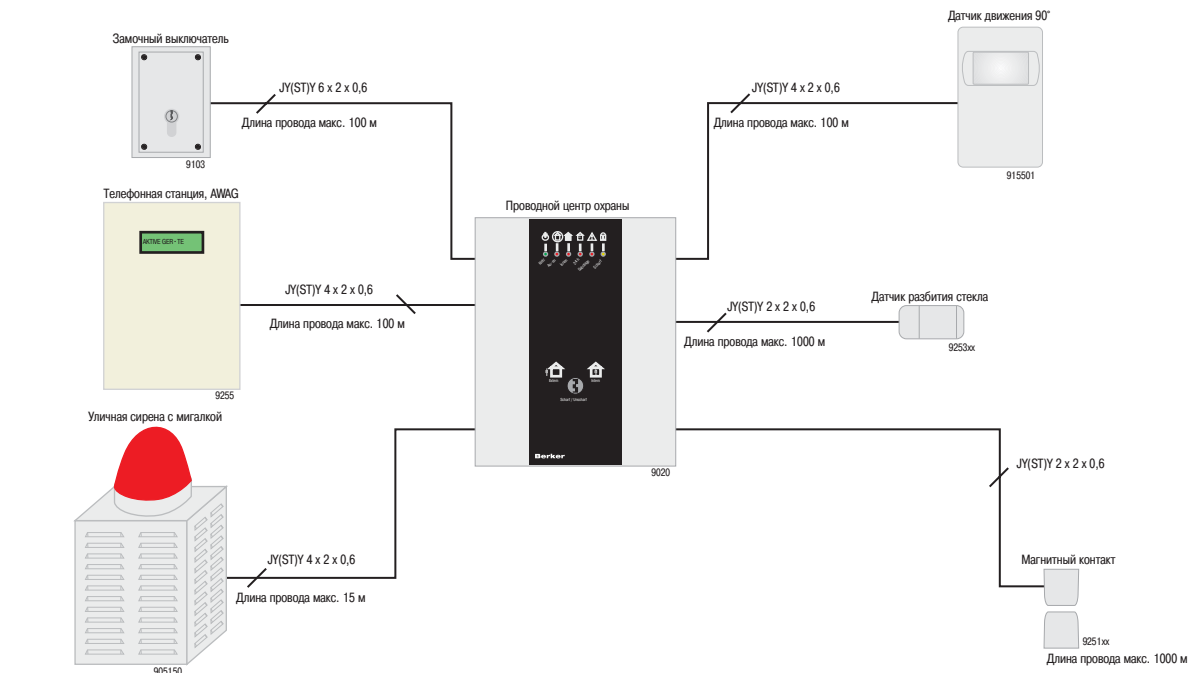 Датчик движения 90°
Замочный выключатель
JY(ST)Y 6 x 2 x 0,6
Длина провода макс. 100 м
9103
JY(ST)Y 4 x 2 x 0,6
Длина провода макс. 100 м
915501
Телефонная станция, AWAG
AKTIVE GER - TE
JY(ST)Y 4 x 2 x 0,6
Длина провода макс. 100 м
9255
Проводной центр охраны
Scharf / Unscharf
Berker
9020
JY(ST)Y 2 x 2 x 0,6
Длина провода макс. 1000 м
Датчик разбития стекла
9253xx
Уличная сирена с мигалкой
JY(ST)Y 4 x 2 x 0,6
Длина провода макс. 15 м
905150
JY(ST)Y 2 x 2 x 0,6
Магнитный контакт
9251xx
Длина провода макс. 1000 м